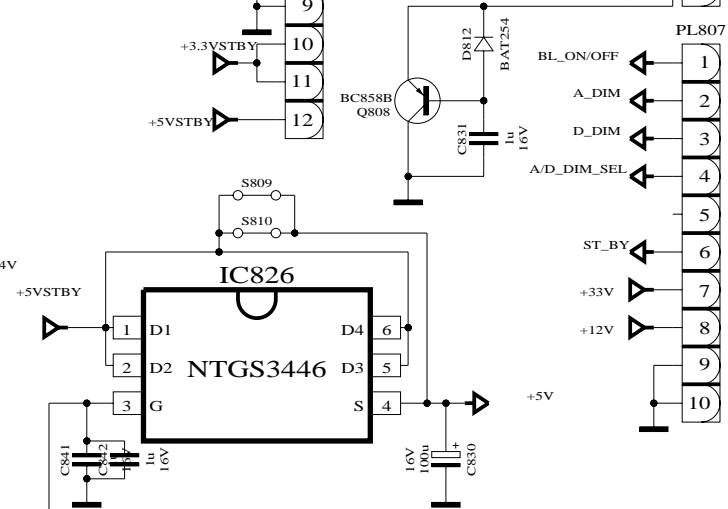 9
10
11
12
+3.3VSTBY
+5VSTBY
D812
BAT254
BC858B
Q808
C831
1u
16V
PL807
BL_ON/OFF
1
A_DIM
2
D_DIM
3
A/D_DIM_SEL
4
5
ST_BY
6
+33V
7
+12V
8
9
10
S809
S810
4V
+5VSTBY
IC826
1 D1
D4 6
2 D2
NTGS3446
D3 5
3 G
S 4
+5V
C841
C842
16V
1u
16V
16V
100u
+
C830